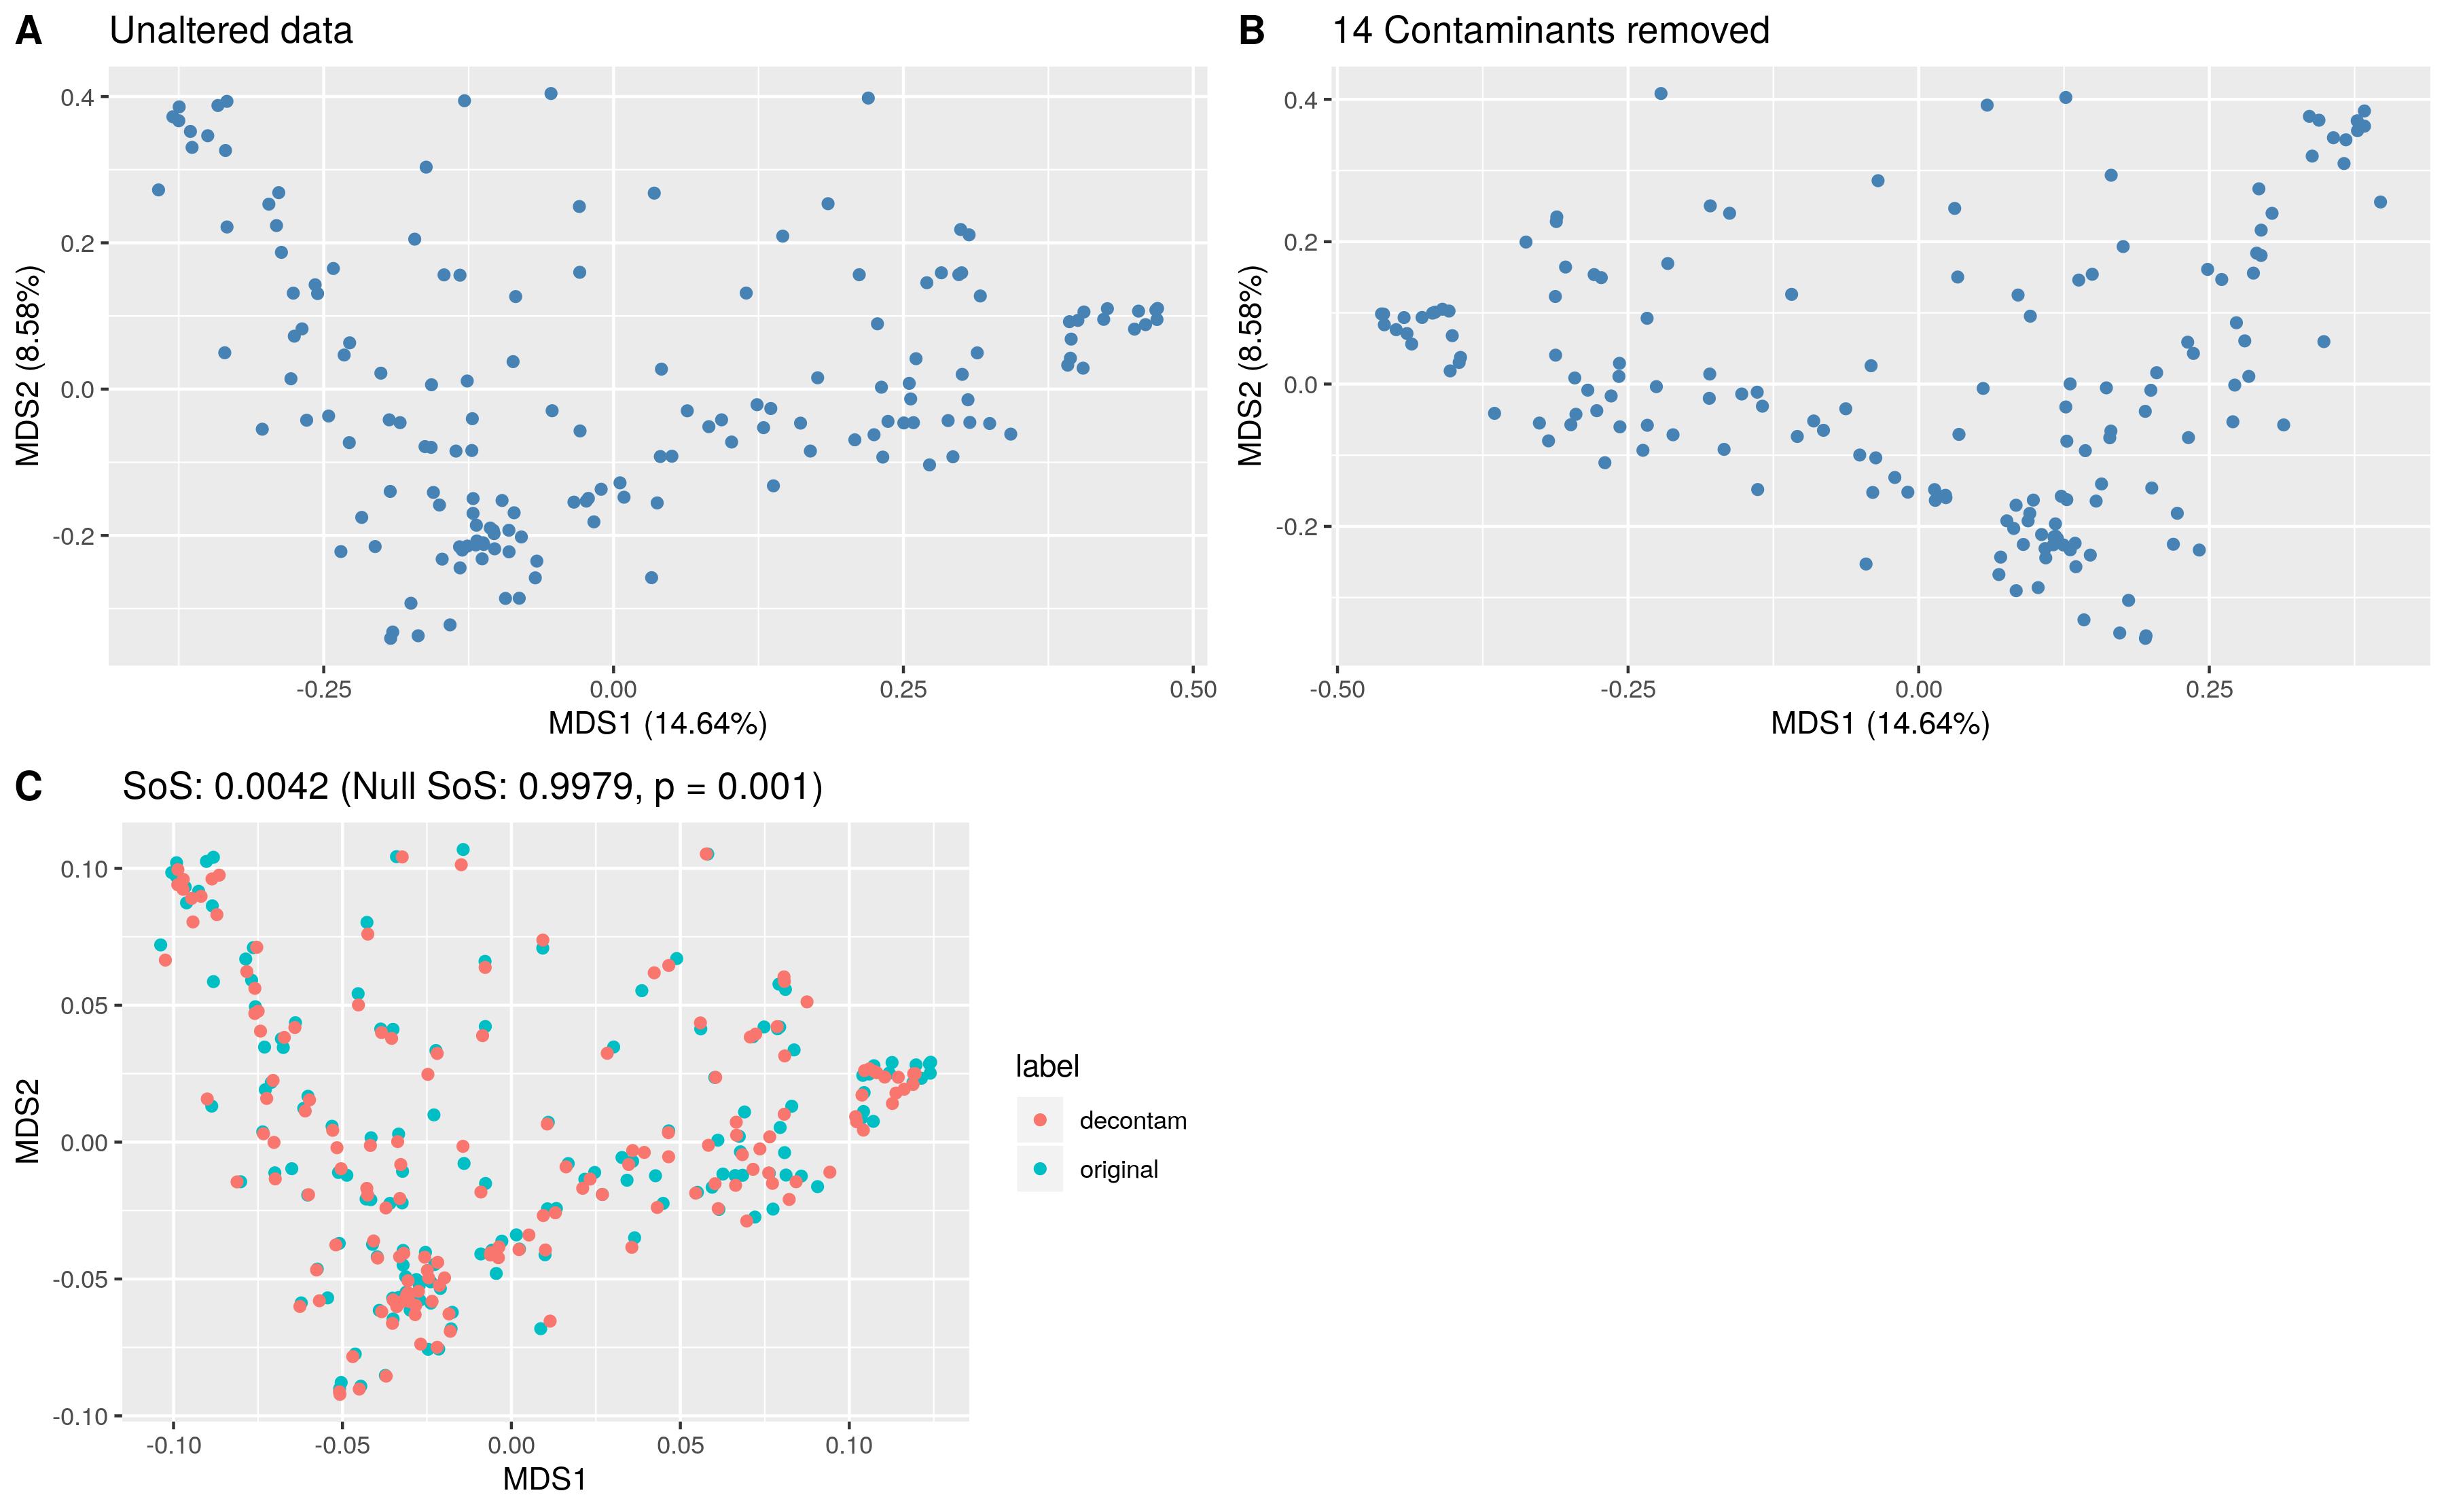 A Unaltered data
0.4
0.2
0.0
-0.2
MDS2 (8.58%)
-0.25 0.00 0.25 0.50
MDS1 (14.64%)
B 14 Contaminants removed
0.4
0.2
0.0
-0.2
MDS2 (8.58%)
-0.50 -0.25 0.00 0.25
MDS1 (14.64%)
C SoS: 0.0042 (Null SoS: 0.9979, p = 0.001)
0.10
0.05
0.00
-0.05
-0.10
MDS2
-0.10 -0.05 0.00 0.05 0.10
MDS1
label
decontam
original